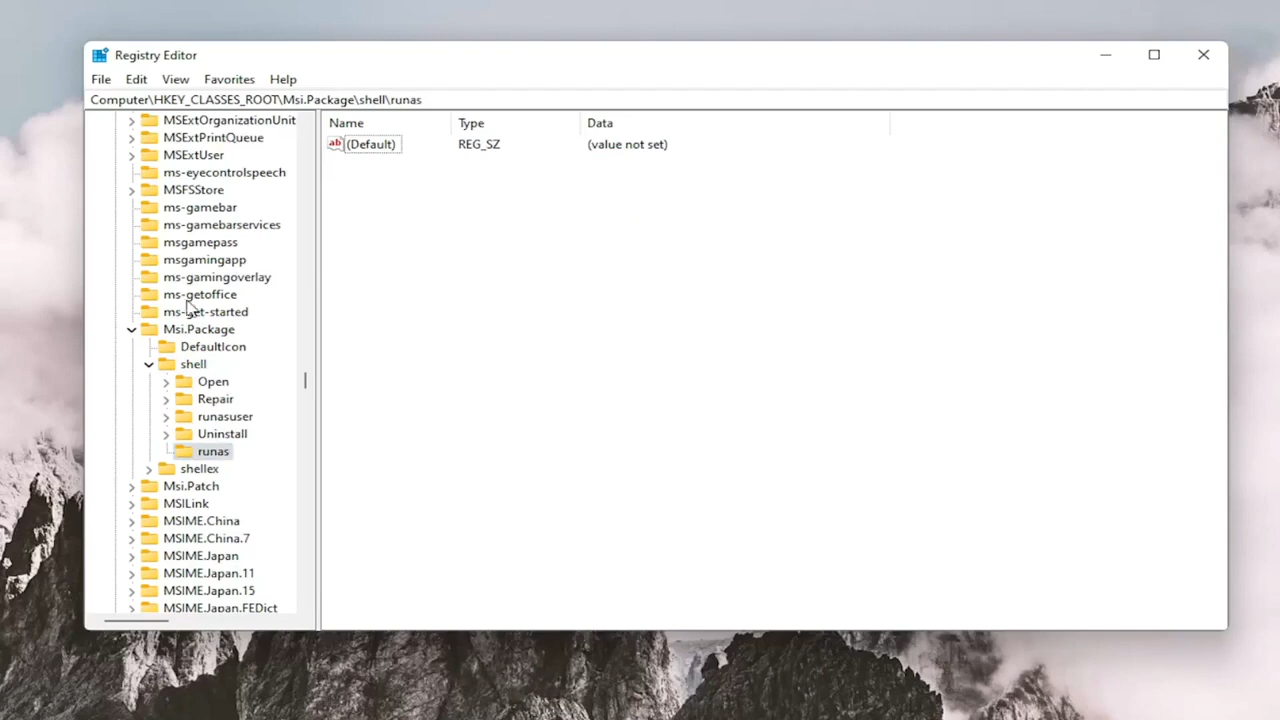 Registry Editor
File Edit View Favorites Help
Computer\HKEY_CLASSES_ROOT\Msi.Package\shell\runas
MSExtOrganizationUnit
MSExtPrintQueue
MSExtUser
ms-eyecontrolspeech
MSFSStore
ms-gamebar
ms-gamebarservices
msgamepass
msgamingapp
ms-gamingoverlay
ms-getoffice
ms-get-started
Msi.Package
DefaultIcon
shell
Open
Repair
runasuser
Uninstall
runas
shellex
Msi.Patch
MSILink
MSIME.China
MSIME.China.7
MSIME.Japan
MSIME.Japan.11
MSIME.Japan.15
MSIME.Japan.FEDict
Name Type Data
ab (Default) REG_SZ (value not set)